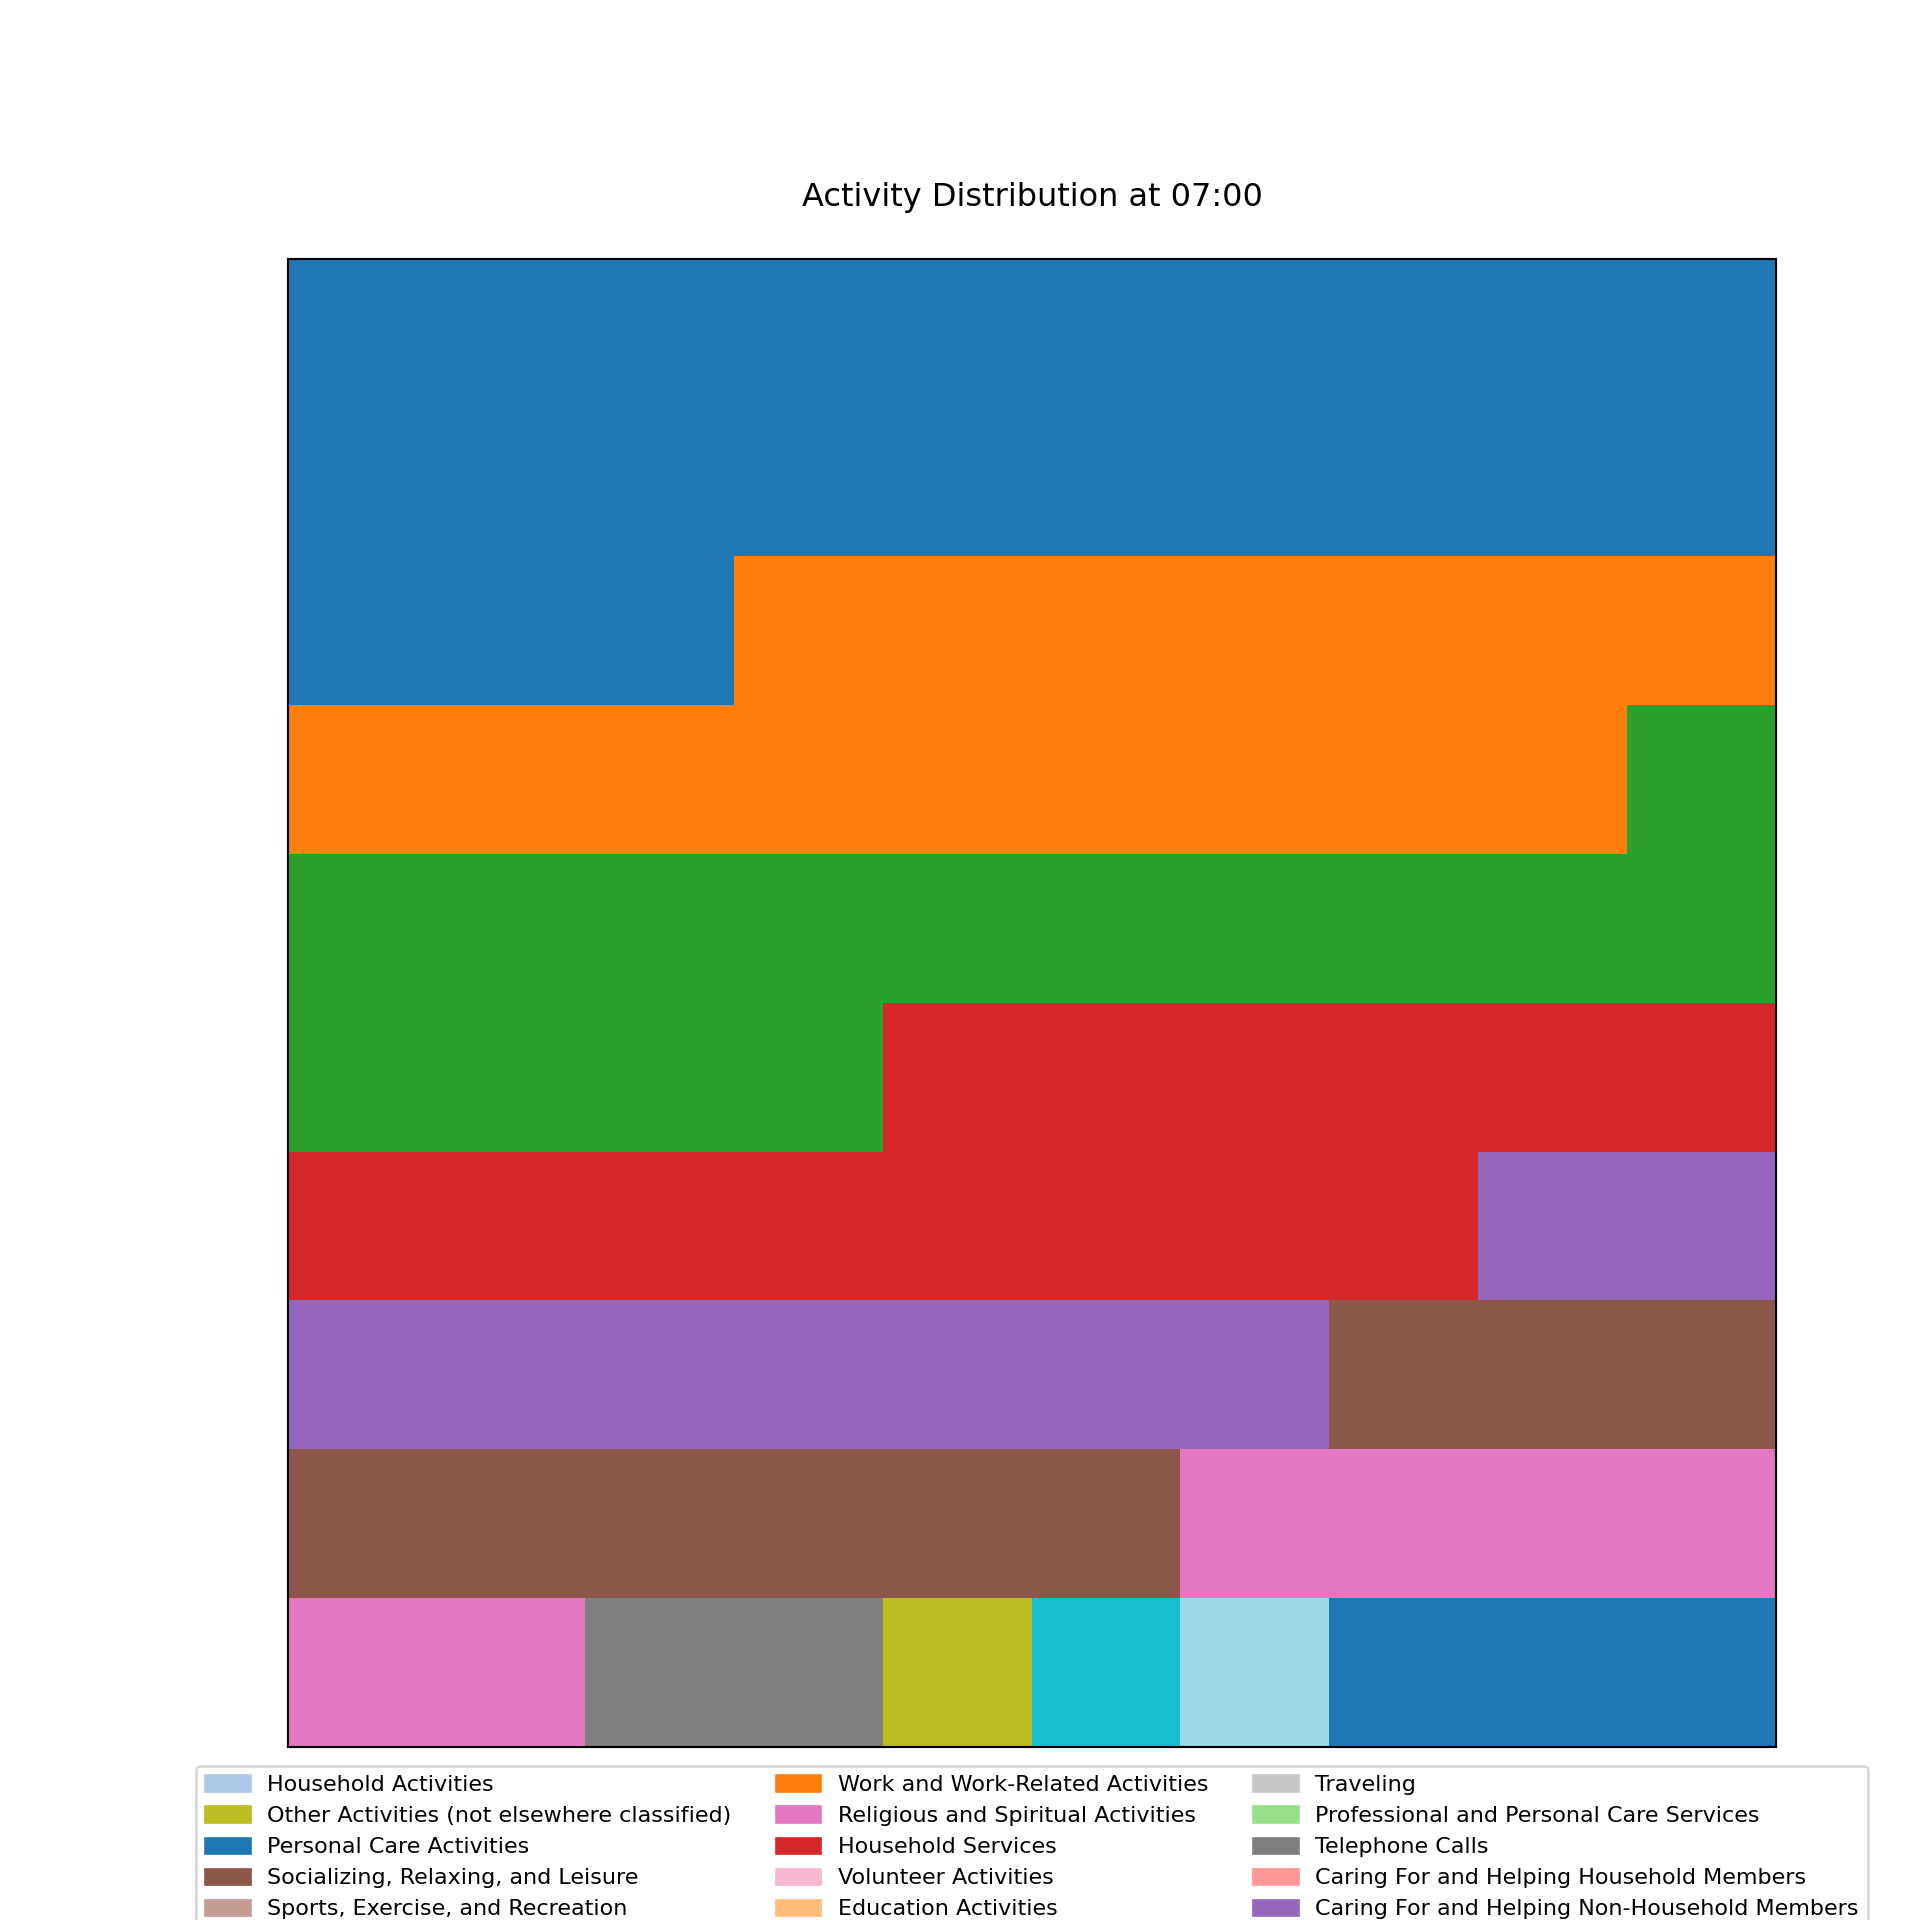 Activity Distribution at 07:00
Household Activities
Other Activities (not elsewhere classified)
Personal Care Activities
Socializing, Relaxing, and Leisure
Sports, Exercise, and Recreation
Work and Work-Related Activities
Religious and Spiritual Activities
Household Services
Volunteer Activities
Education Activities
Traveling
Professional and Personal Care Services
Telephone Calls
Caring For and Helping Household Members
Caring For and Helping Non-Household Members